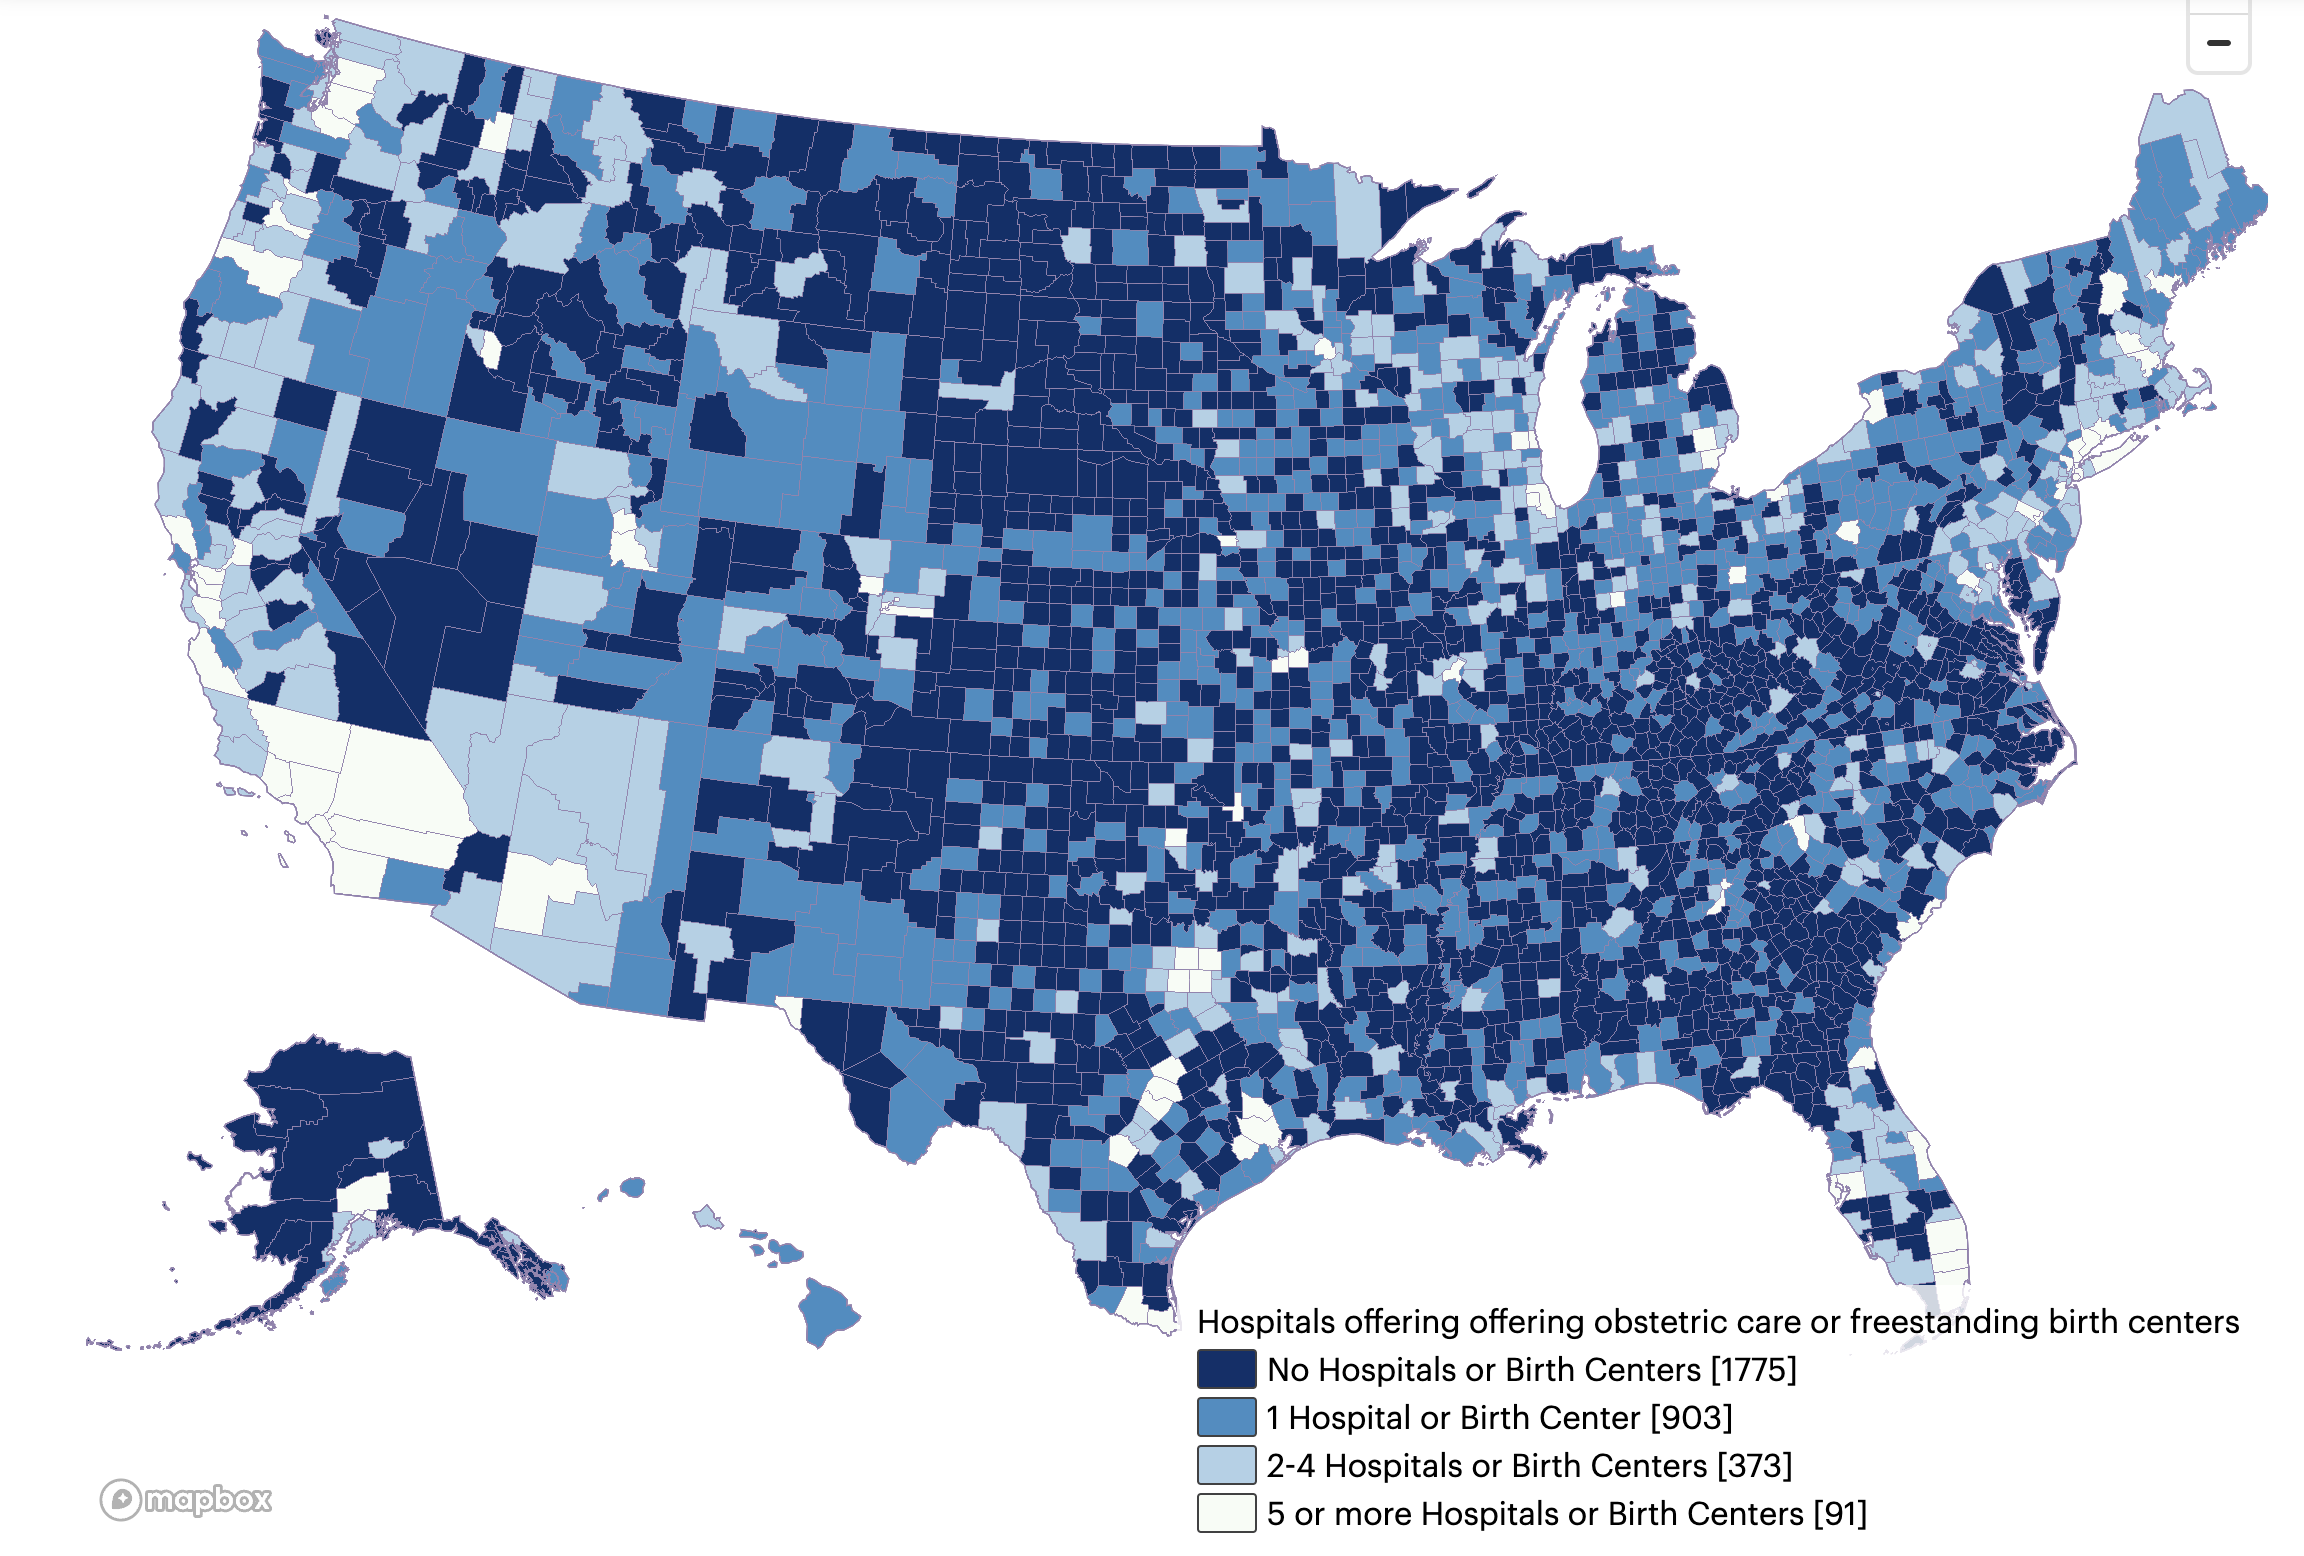 Hospitals offering offering obstetric care or freestanding birth centers
No Hospitals or Birth Centers [1775]
1 Hospital or Birth Center [903]
2-4 Hospitals or Birth Centers [373]
5 or more Hospitals or Birth Centers [91]
mapbox